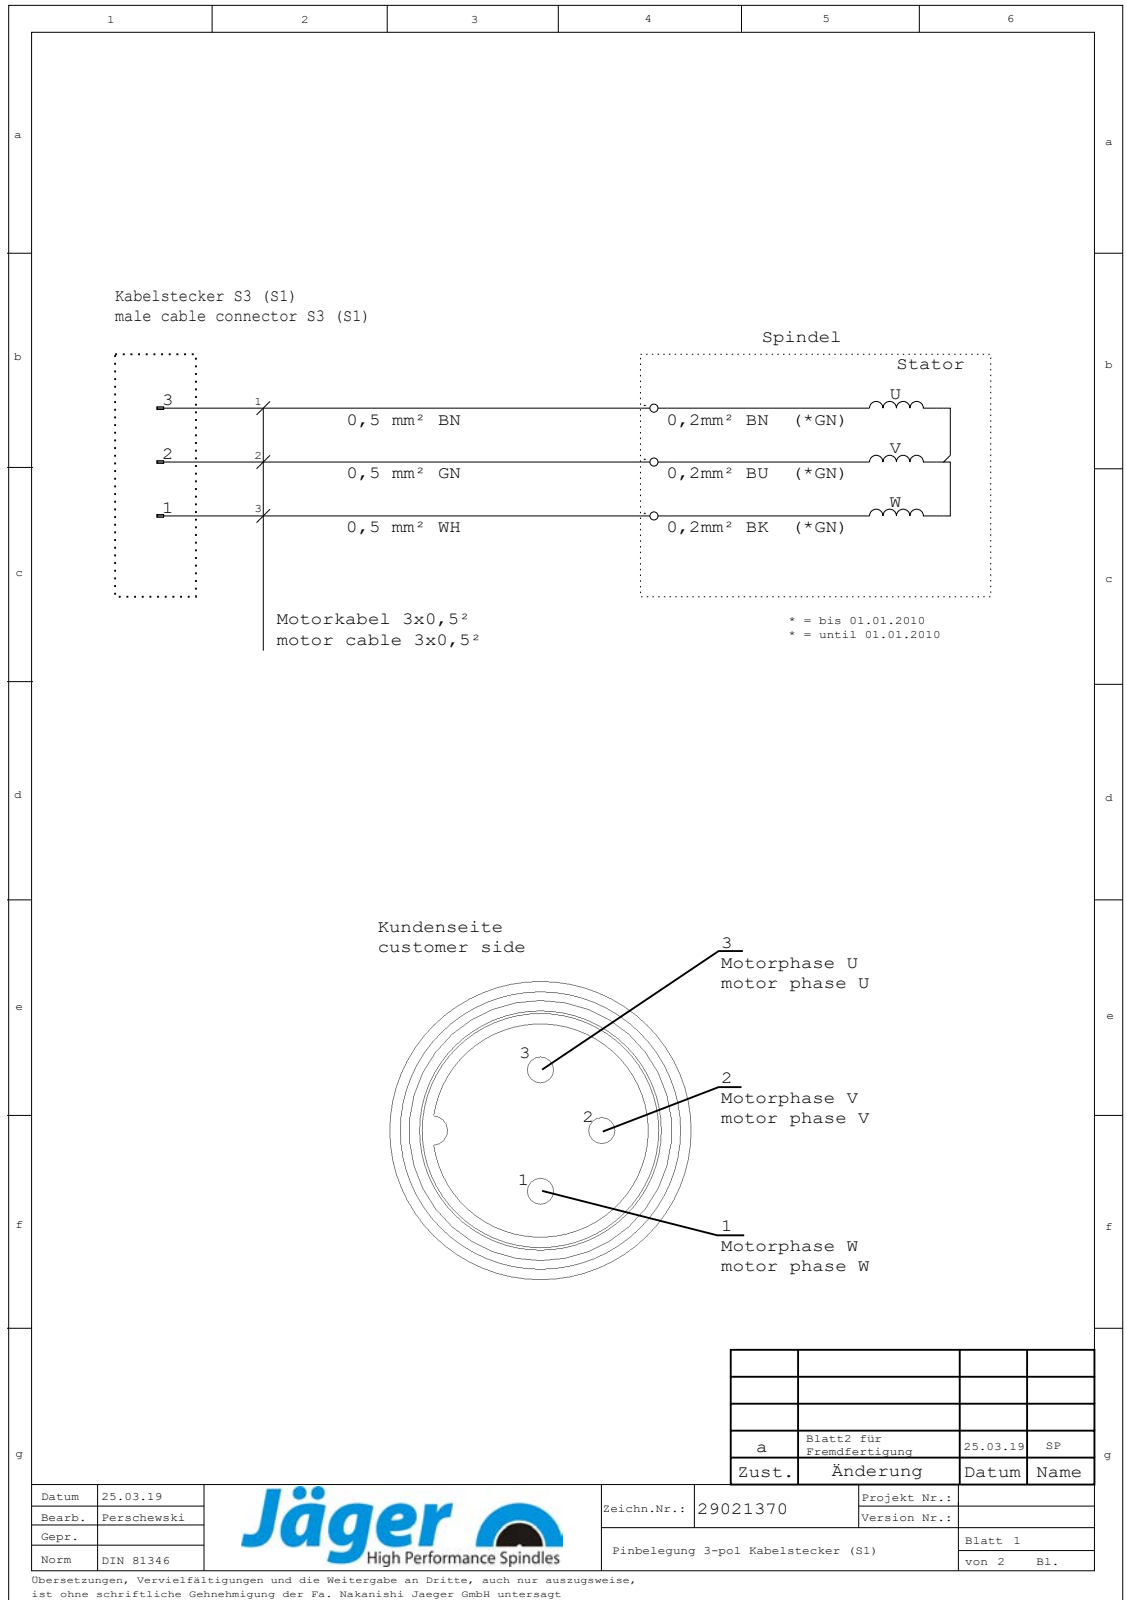 1 2 3 4 5 6
a a
Kabelstecker S3 (S1)
male cable connector S3 (S1)
Spindel
b b
Stator
3 1 U
0,5 mm² BN 0,2mm² BN (*GN)
2 2 V
0,5 mm² GN 0,2mm² BU (*GN)
1 3 W
0,5 mm² WH 0,2mm² BK (*GN)
c c
Motorkabel 3x0,5²
motor cable 3x0,5²
* = bis 01.01.2010
* = until 01.01.2010
d d
Kundenseite
customer side
3
Motorphase U
motor phase U
e e
3
2
Motorphase V
motor phase V
2
1
1
Motorphase W
motor phase W
f f
g g
a Blatt2 für Fremdfertigung 25.03.19 SP
Zust. Änderung Datum Name
Datum 25.03.19
Bearb. Perschewski
Gepr.
Norm DIN 81346
Jäger
High Performance Spindles
Zeichn.Nr.: 29021370
Projekt Nr.:
Version Nr.:
Pinbelegung 3-pol Kabelstecker (S1)
Blatt 1
von 2 Bl.
Übersetzungen, Vervielfältigungen und die Weitergabe an Dritte, auch nur auszugsweise,
ist ohne schriftliche Gehnehmigung der Fa. Nakanishi Jaeger GmbH untersagt